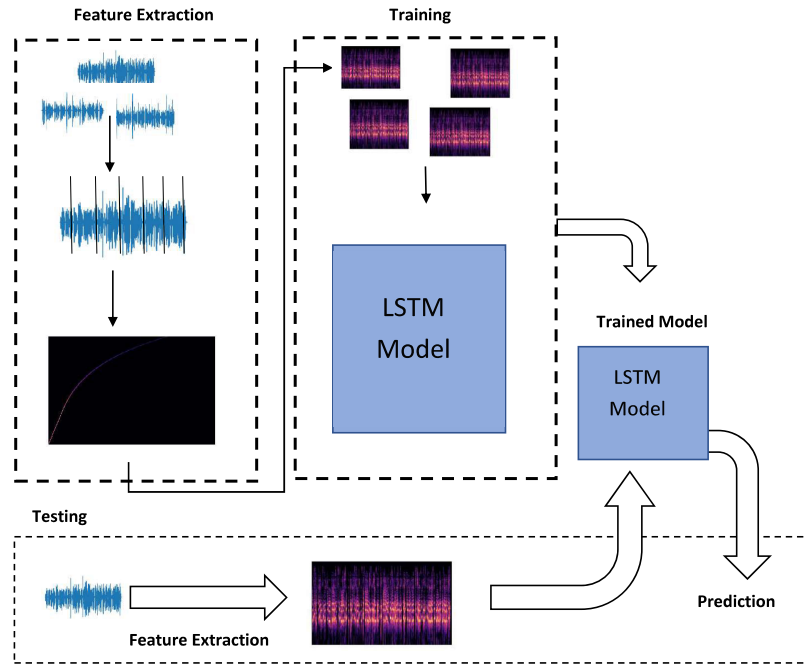 Feature Extraction
Training
LSTM
Model
Trained Model
LSTM
Model
Testing
Feature Extraction
Prediction